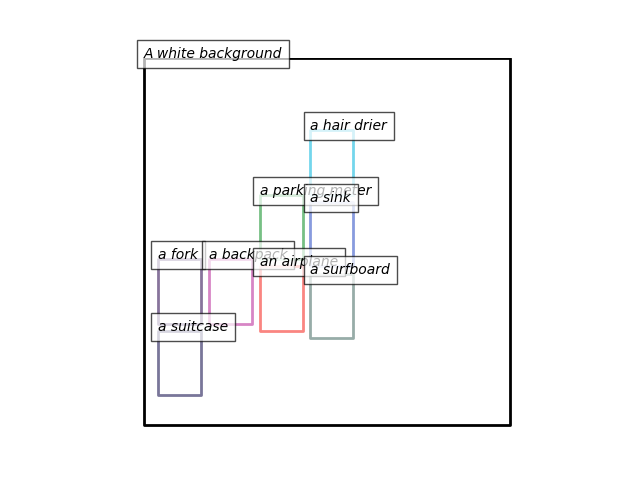 A white background
a hair drier
a parking meter
a sink
a fork
a backpack
an airplane
a surfboard
a suitcase